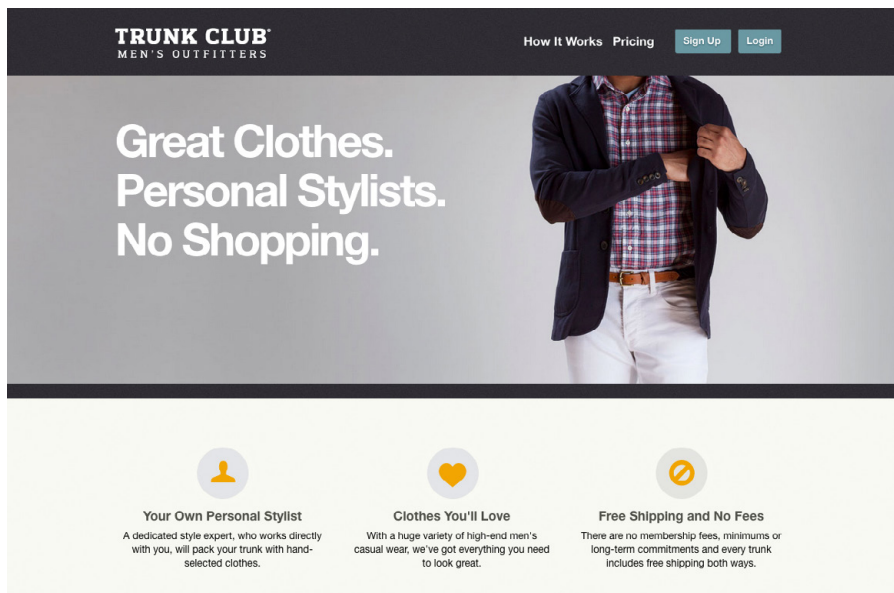 TRUNK CLUB®
MEN'S OUTFITTERS
How It Works Pricing Sign Up Login
Great Clothes.
Personal Stylists.
No Shopping.
Your Own Personal Stylist
A dedicated style expert, who works directly
with you, will pack your trunk with hand-
selected clothes.
Clothes You'll Love
With a huge variety of high-end men's
casual wear, we've got everything you need
to look great.
Free Shipping and No Fees
There are no membership fees, minimums or
long-term commitments and every trunk
includes free shipping both ways.